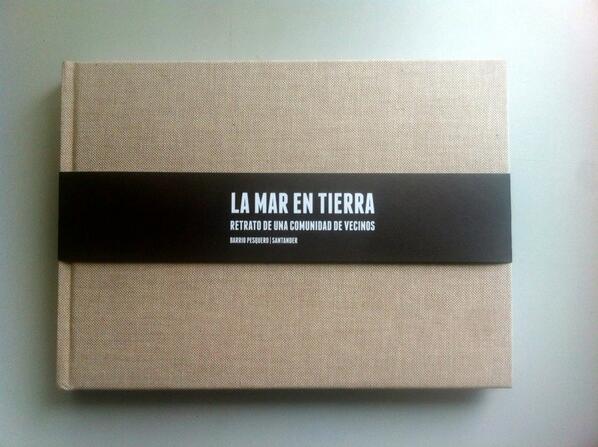 LA MAR EN TIERRA
RETRATO DE UNA COMUNIDAD DE VECINOS
BARRIO PESQUERO | SANTANDER